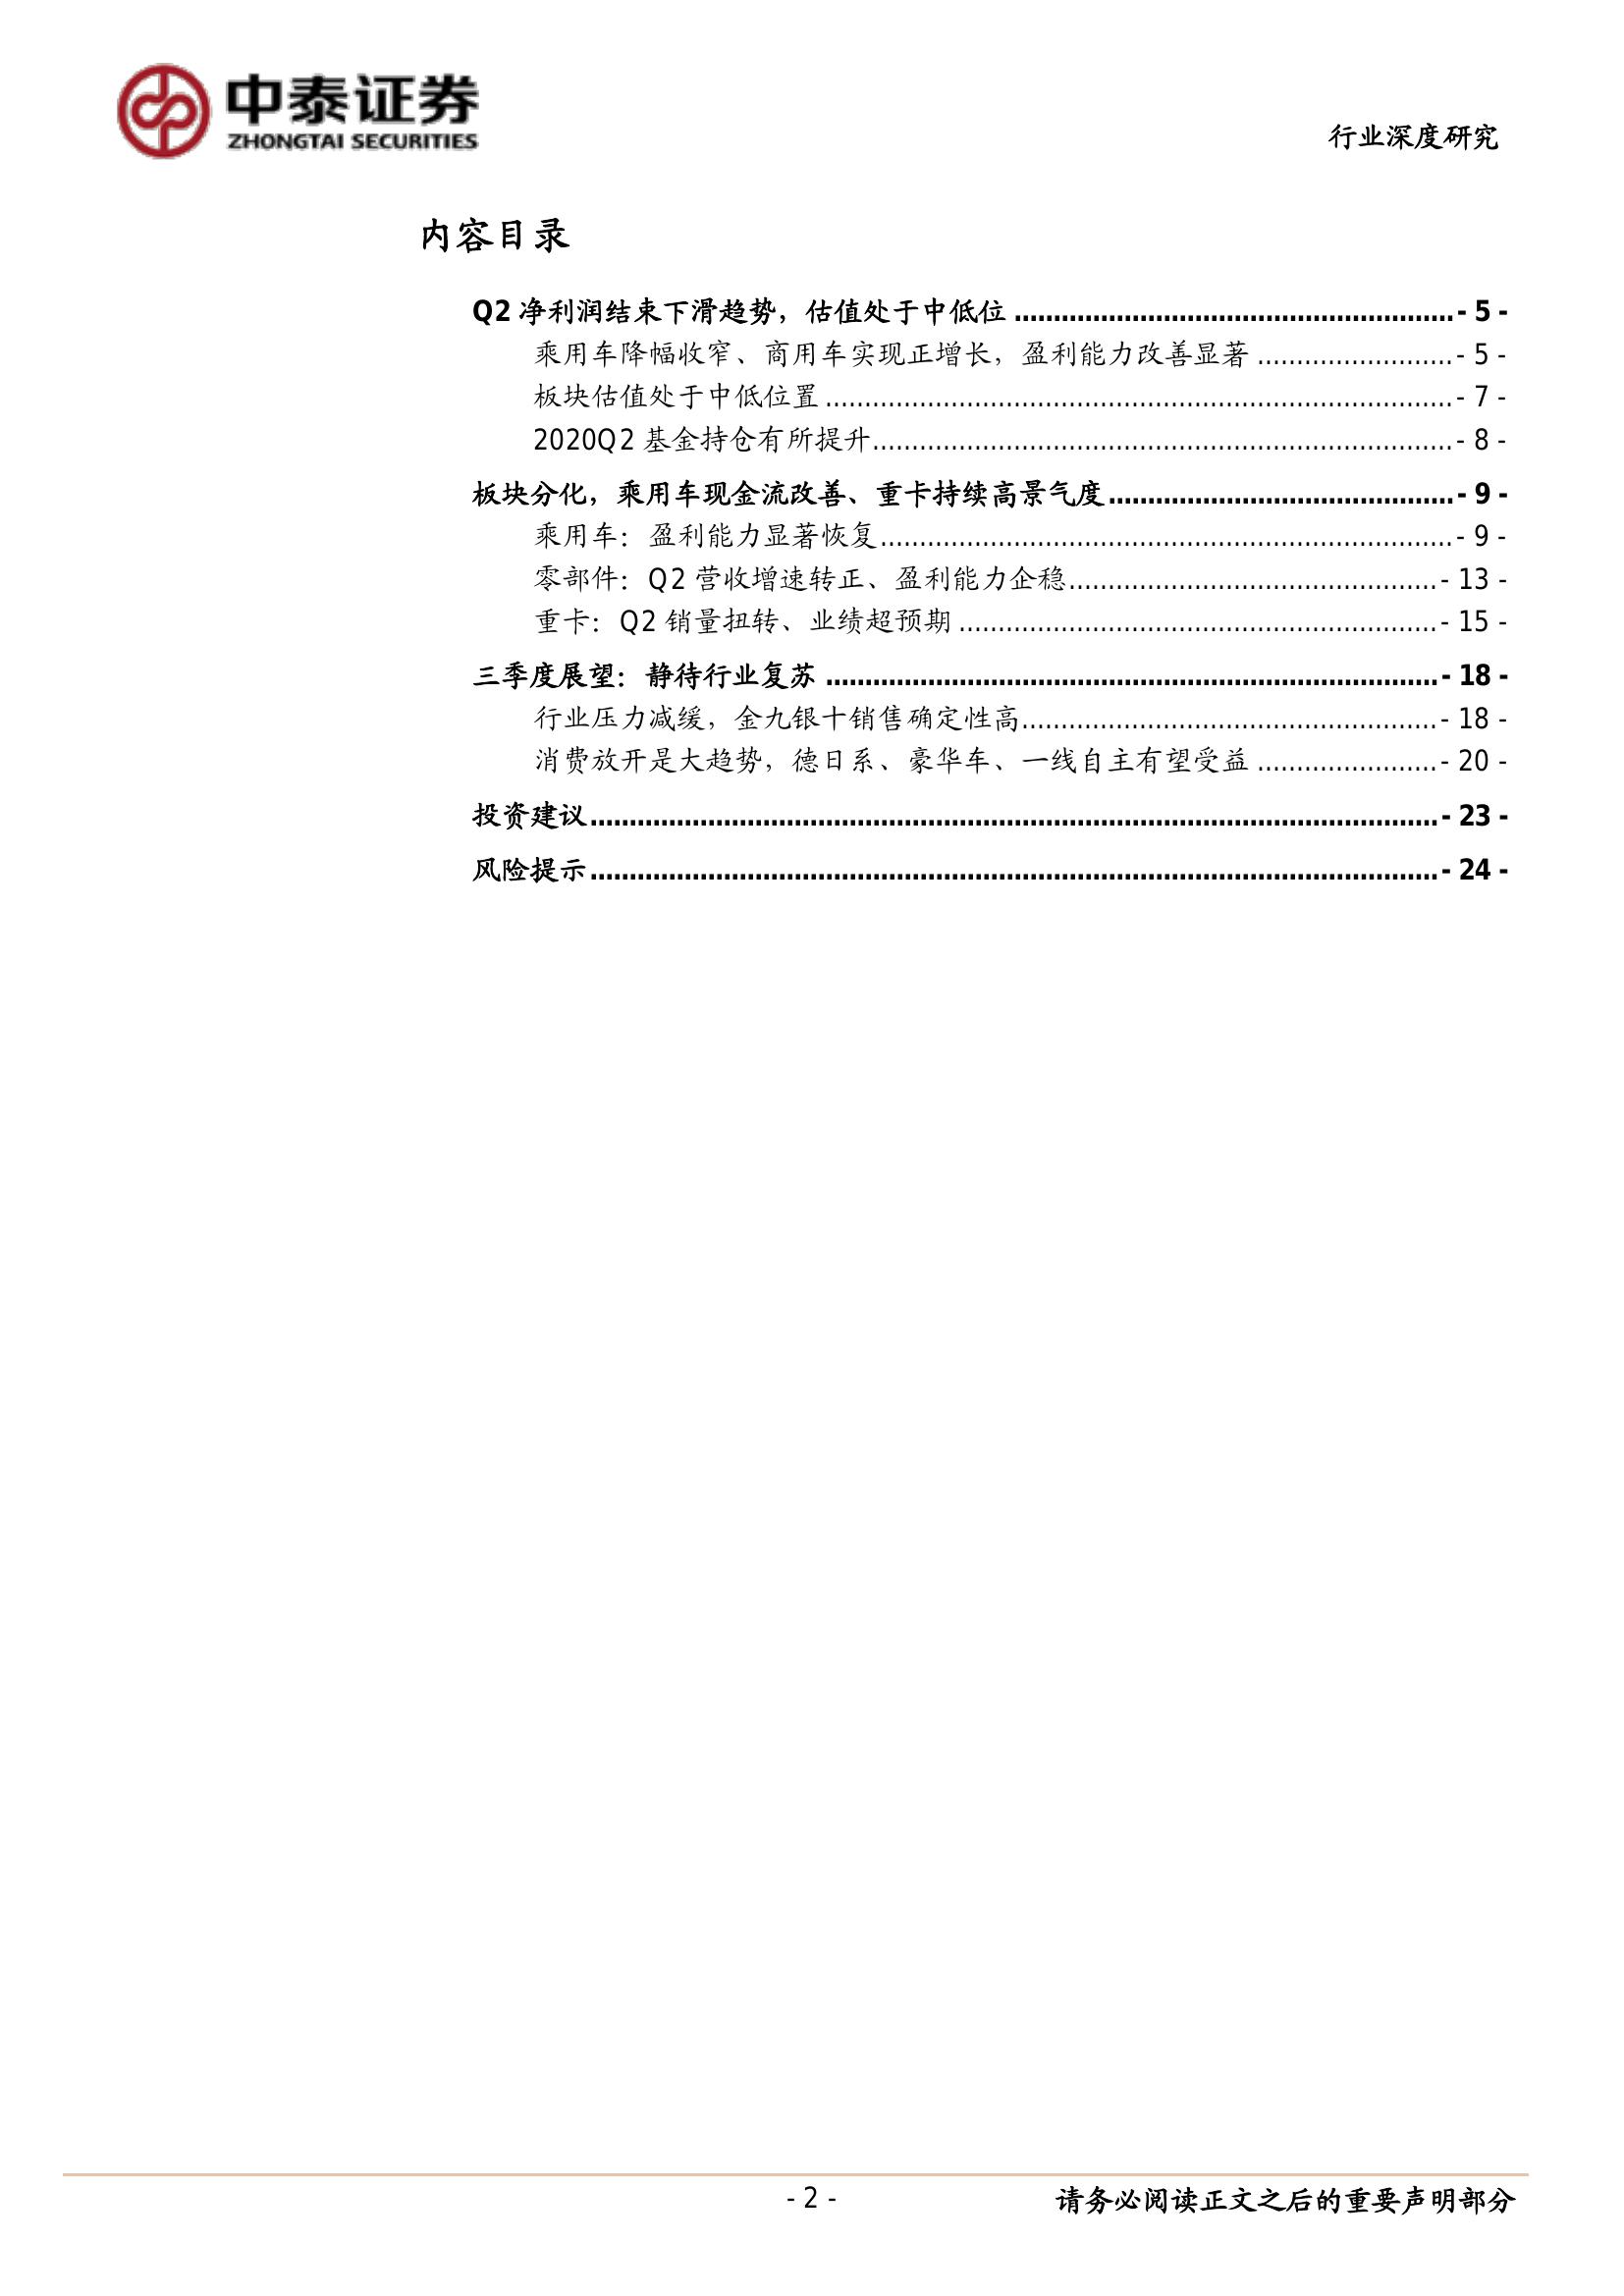 中泰证券
ZHONGTAI SECURITIES
行业深度研究
内容目录
Q2 净利润结束下滑趋势，估值处于中低位 ........................................................ - 5 -
乘用车降幅收窄、商用车实现正增长，盈利能力改善显著 ......................... - 5 -
板块估值处于中低位置 ................................................................................ - 7 -
2020Q2 基金持仓有所提升.......................................................................... - 8 -
板块分化，乘用车现金流改善、重卡持续高景气度............................................ - 9 -
乘用车：盈利能力显著恢复......................................................................... - 9 -
零部件：Q2 营收增速转正、盈利能力企稳............................................... - 13 -
重卡：Q2 销量扭转、业绩超预期 ............................................................. - 15 -
三季度展望：静待行业复苏 .............................................................................. - 18 -
行业压力减缓，金九银十销售确定性高..................................................... - 18 -
消费放开是大趋势，德日系、豪华车、一线自主有望受益 ....................... - 20 -
投资建议............................................................................................................ - 23 -
风险提示............................................................................................................ - 24 -
- 2 -
请务必阅读正文之后的重要声明部分